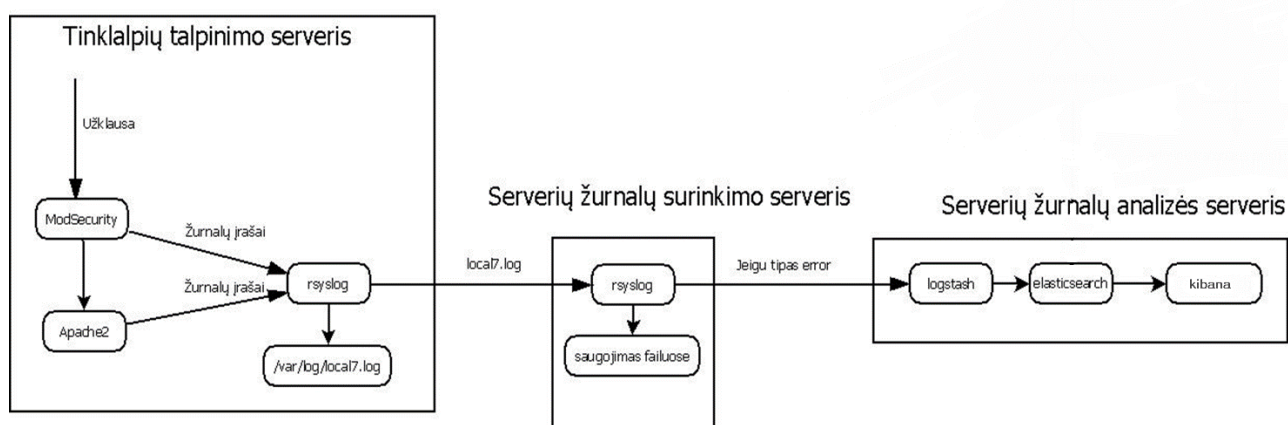 Tinklalpių talpinimo serveris
Užklausa
ModSecurity
Žurnalų įrašai
Žurnalų įrašai
rsyslog
Apache2
/var/log/local7.log
local7.log
Serverių žurnalų surinkimo serveris
rsyslog
saugojimas failuose
Jeigu tipas error
Serverių žurnalų analizės serveris
logstash
elasticsearch
kibana